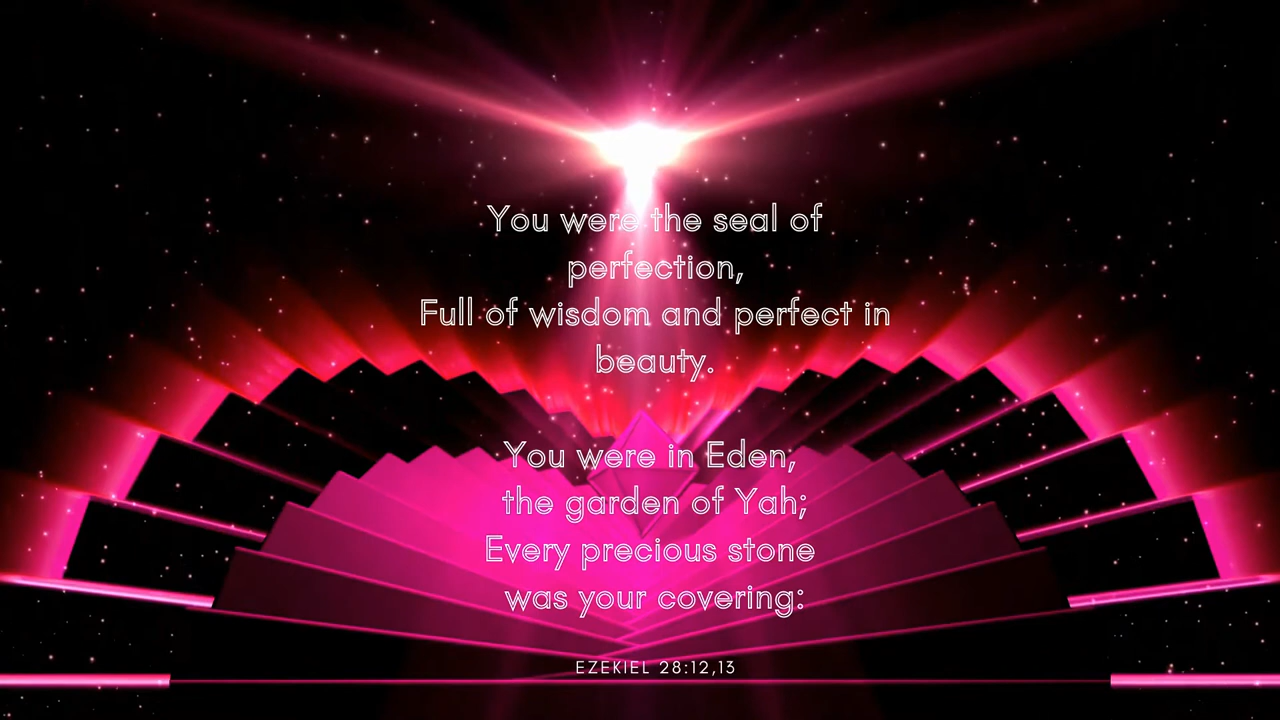 You were the seal of
perfection,
Full of wisdom and perfect in
beauty.
You were in Eden,
the garden of Yah;
Every precious stone
was your covering:
EZEKIEL 28:12,13